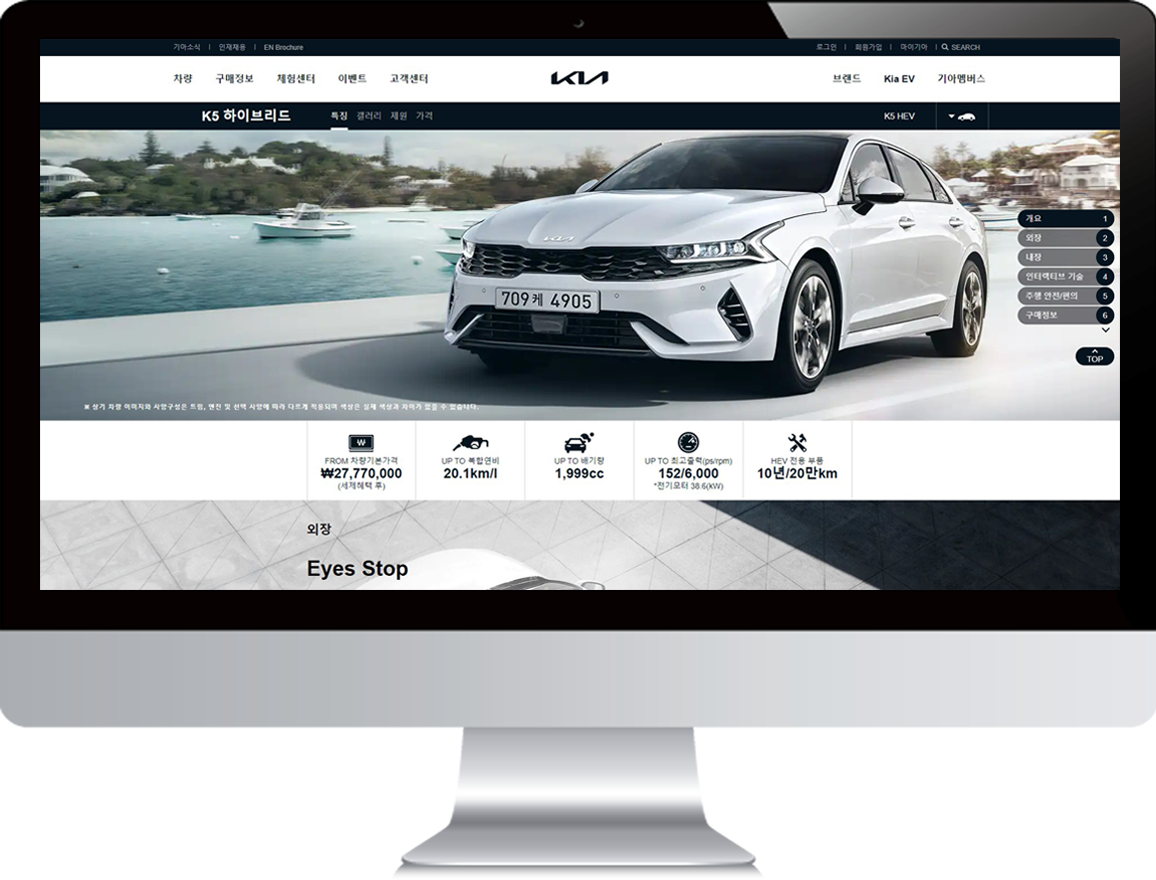 기아소식 | 인재채용 | EN Brochure
로그인 | 회원가입 | 마이기아 | SEARCH
차량 구매정보 체험센터 이벤트 고객센터
KIA
브랜드 Kia EV 기아멤버스
K5 하이브리드 특징 갤러리 제원 가격
K5 HEV
개요 1
외장 2
내장 3
인터랙티브 기술 4
주행 안전/편의 5
구매정보 6
TOP
KIA
709케 4905
※ 상기 차량 이미지와 사양구성은 트림, 엔진 및 선택 사양에 따라 다르게 적용되며 색상은 실제 색상과 차이가 있을 수 있습니다.
₩
FROM 차량기본가격
₩27,770,000
(세제혜택 후)
UP TO 복합연비
20.1km/l
UP TO 배기량
1,999cc
UP TO 최고출력(ps/rpm)
152/6,000
*전기모터 38.6(kW)
HEV 전용 부품
10년/20만km
외장
Eyes Stop